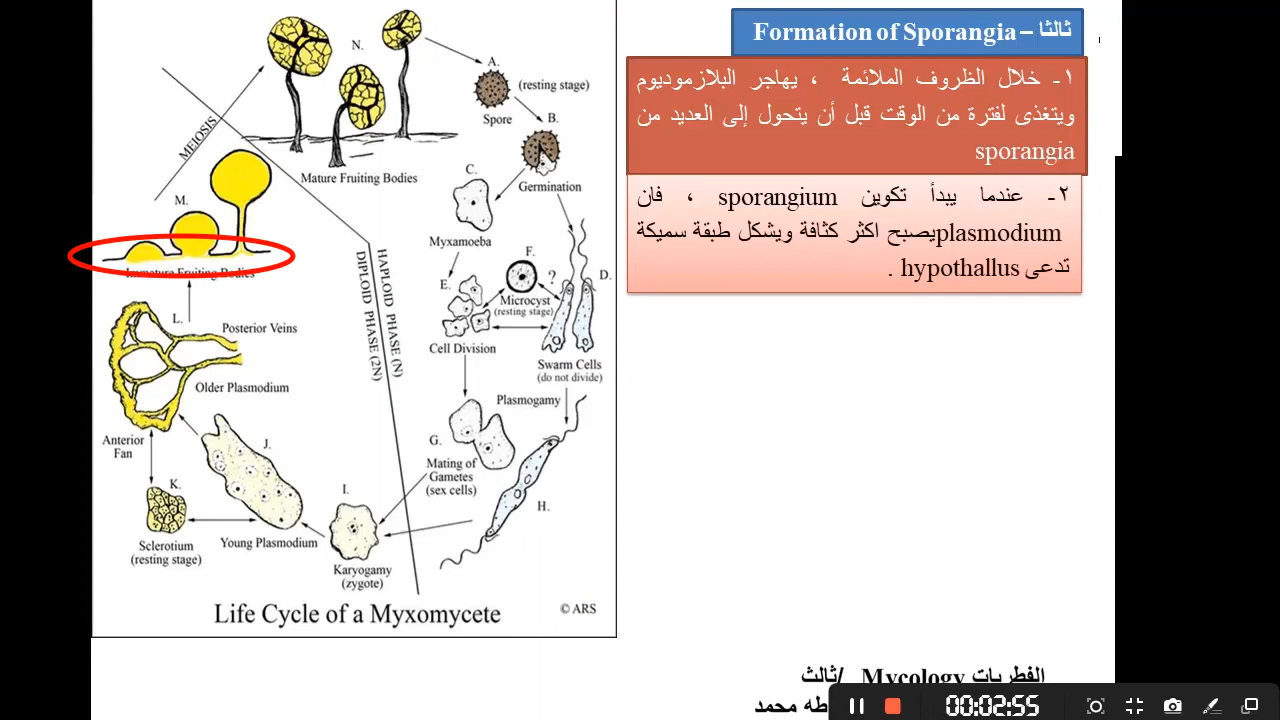 ثالثا – Formation of Sporangia
١- خلال الظروف الملائمة ، يهاجر البلازموديوم
ويتغذى لفترة من الوقت قبل أن يتحول إلى العديد من
sporangia
٢- عندما يبدأ تكوين sporangium ، فان
plasmodiumيصبح اكثر كثافة ويشكل طبقة سميكة
تدعى hypothallus .
N.
A.
(resting stage)
Spore
B.
MEIOSIS
Mature Fruiting Bodies
Germination
C.
M.
Myxamoeba
Immature Fruiting Bodies
HAPLOID PHASE (N)
DIPLOID PHASE (2N)
F.
D.
E.
?
Microcyst
(resting stage)
L.
Posterior Veins
Cell Division
Swarm Cells
(do not divide)
Older Plasmodium
Plasmogamy
Anterior
Fan
J.
G.
Mating of
Gametes
(sex cells)
K.
I.
H.
Sclerotium
(resting stage)
Young Plasmodium
Karyogamy
(zygote)
Life Cycle of a Myxomycete
© ARS
الفطريات Mycology /ثالث
طه محمد
00:02:55